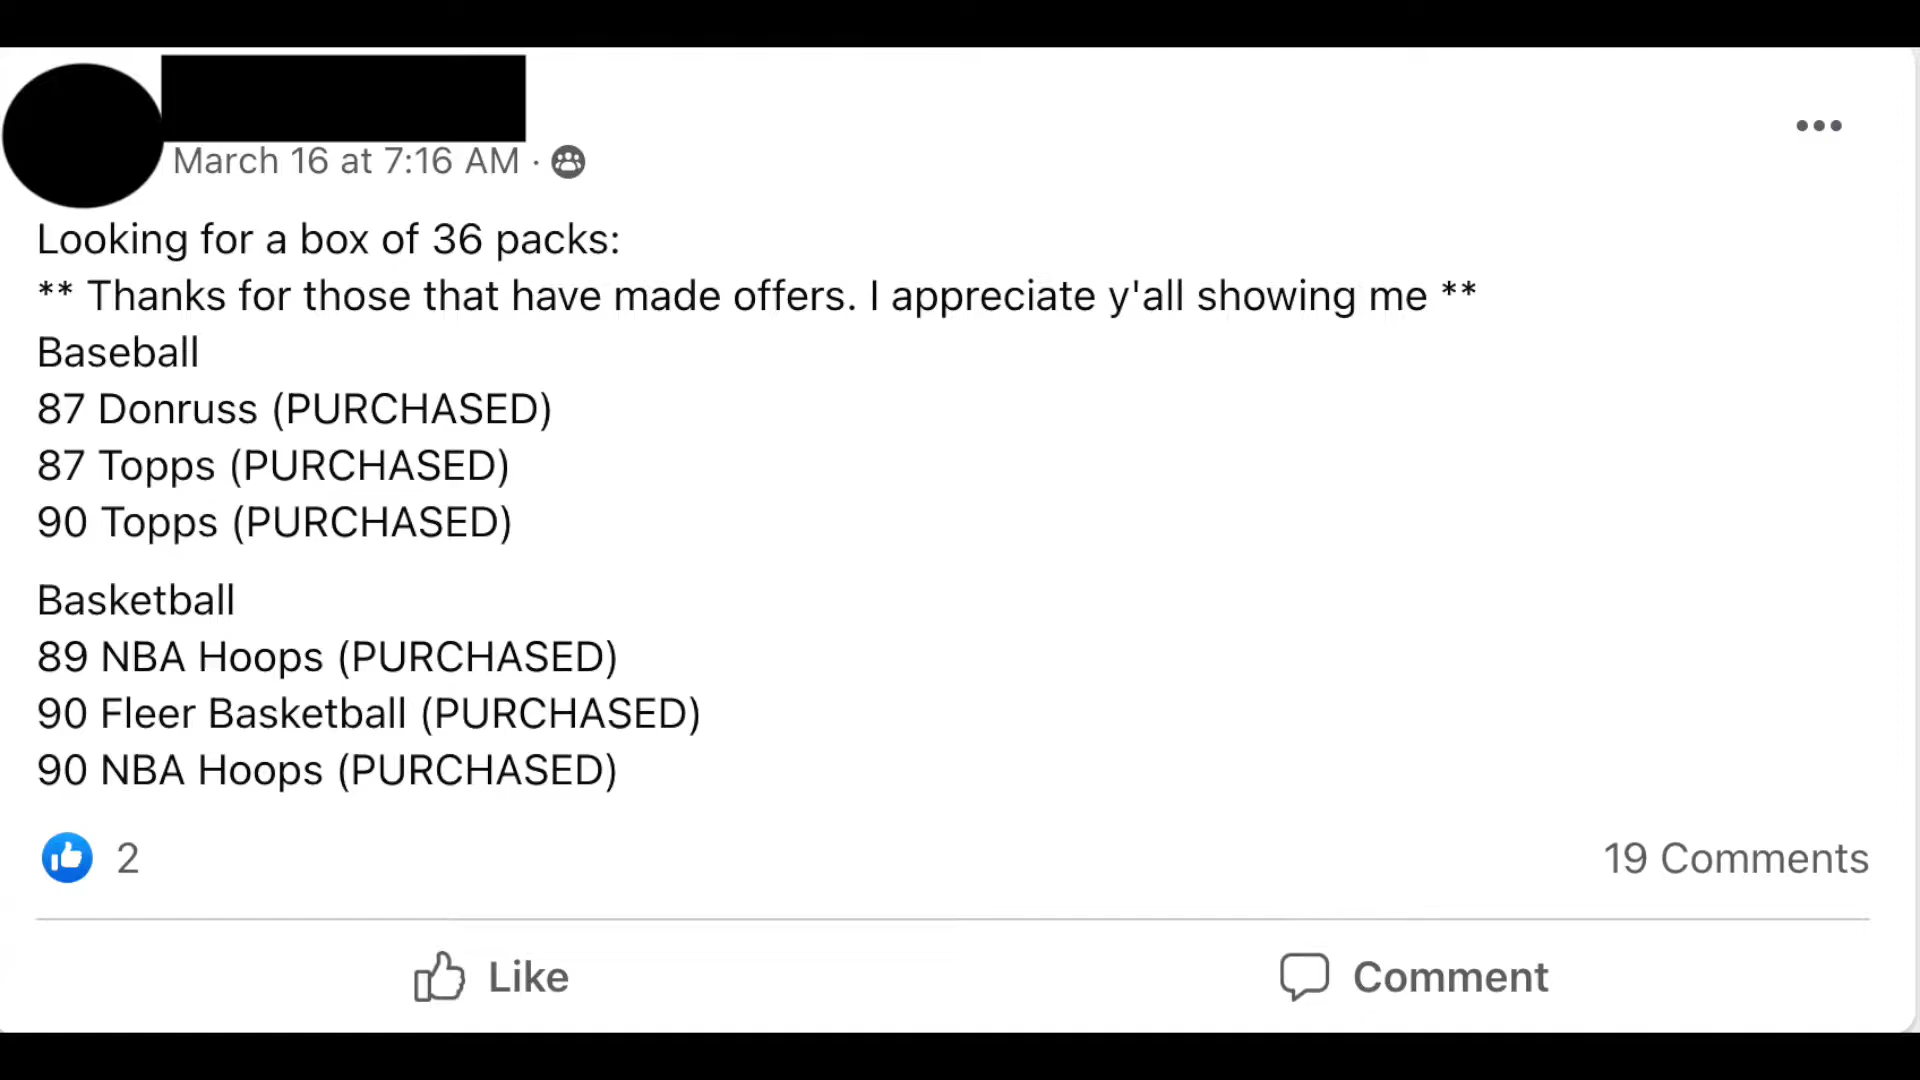 March 16 at 7:16 AM ·
Looking for a box of 36 packs:
** Thanks for those that have made offers. I appreciate y'all showing me **
Baseball
87 Donruss (PURCHASED)
87 Topps (PURCHASED)
90 Topps (PURCHASED)
Basketball
89 NBA Hoops (PURCHASED)
90 Fleer Basketball (PURCHASED)
90 NBA Hoops (PURCHASED)
2 19 Comments
Like Comment